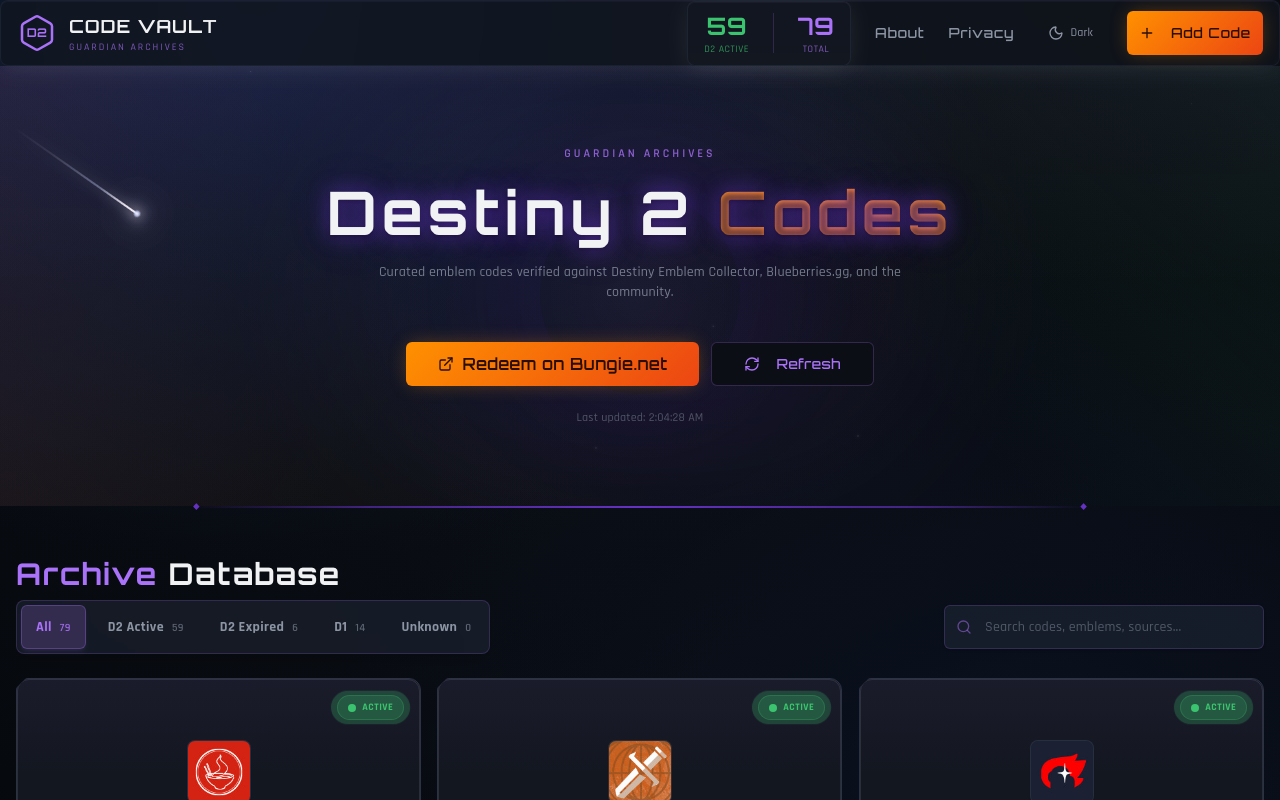 D2
CODE VAULT
GUARDIAN ARCHIVES
59
D2 ACTIVE
79
TOTAL
About
Privacy
Dark
+ Add Code
GUARDIAN ARCHIVES
Destiny 2 Codes
Curated emblem codes verified against Destiny Emblem Collector, Blueberries.gg, and the
community.
Redeem on Bungie.net
Refresh
Last updated: 2:04:28 AM
Archive Database
All 79
D2 Active 59
D2 Expired 6
D1 14
Unknown 0
Search codes, emblems, sources...
ACTIVE
ACTIVE
ACTIVE